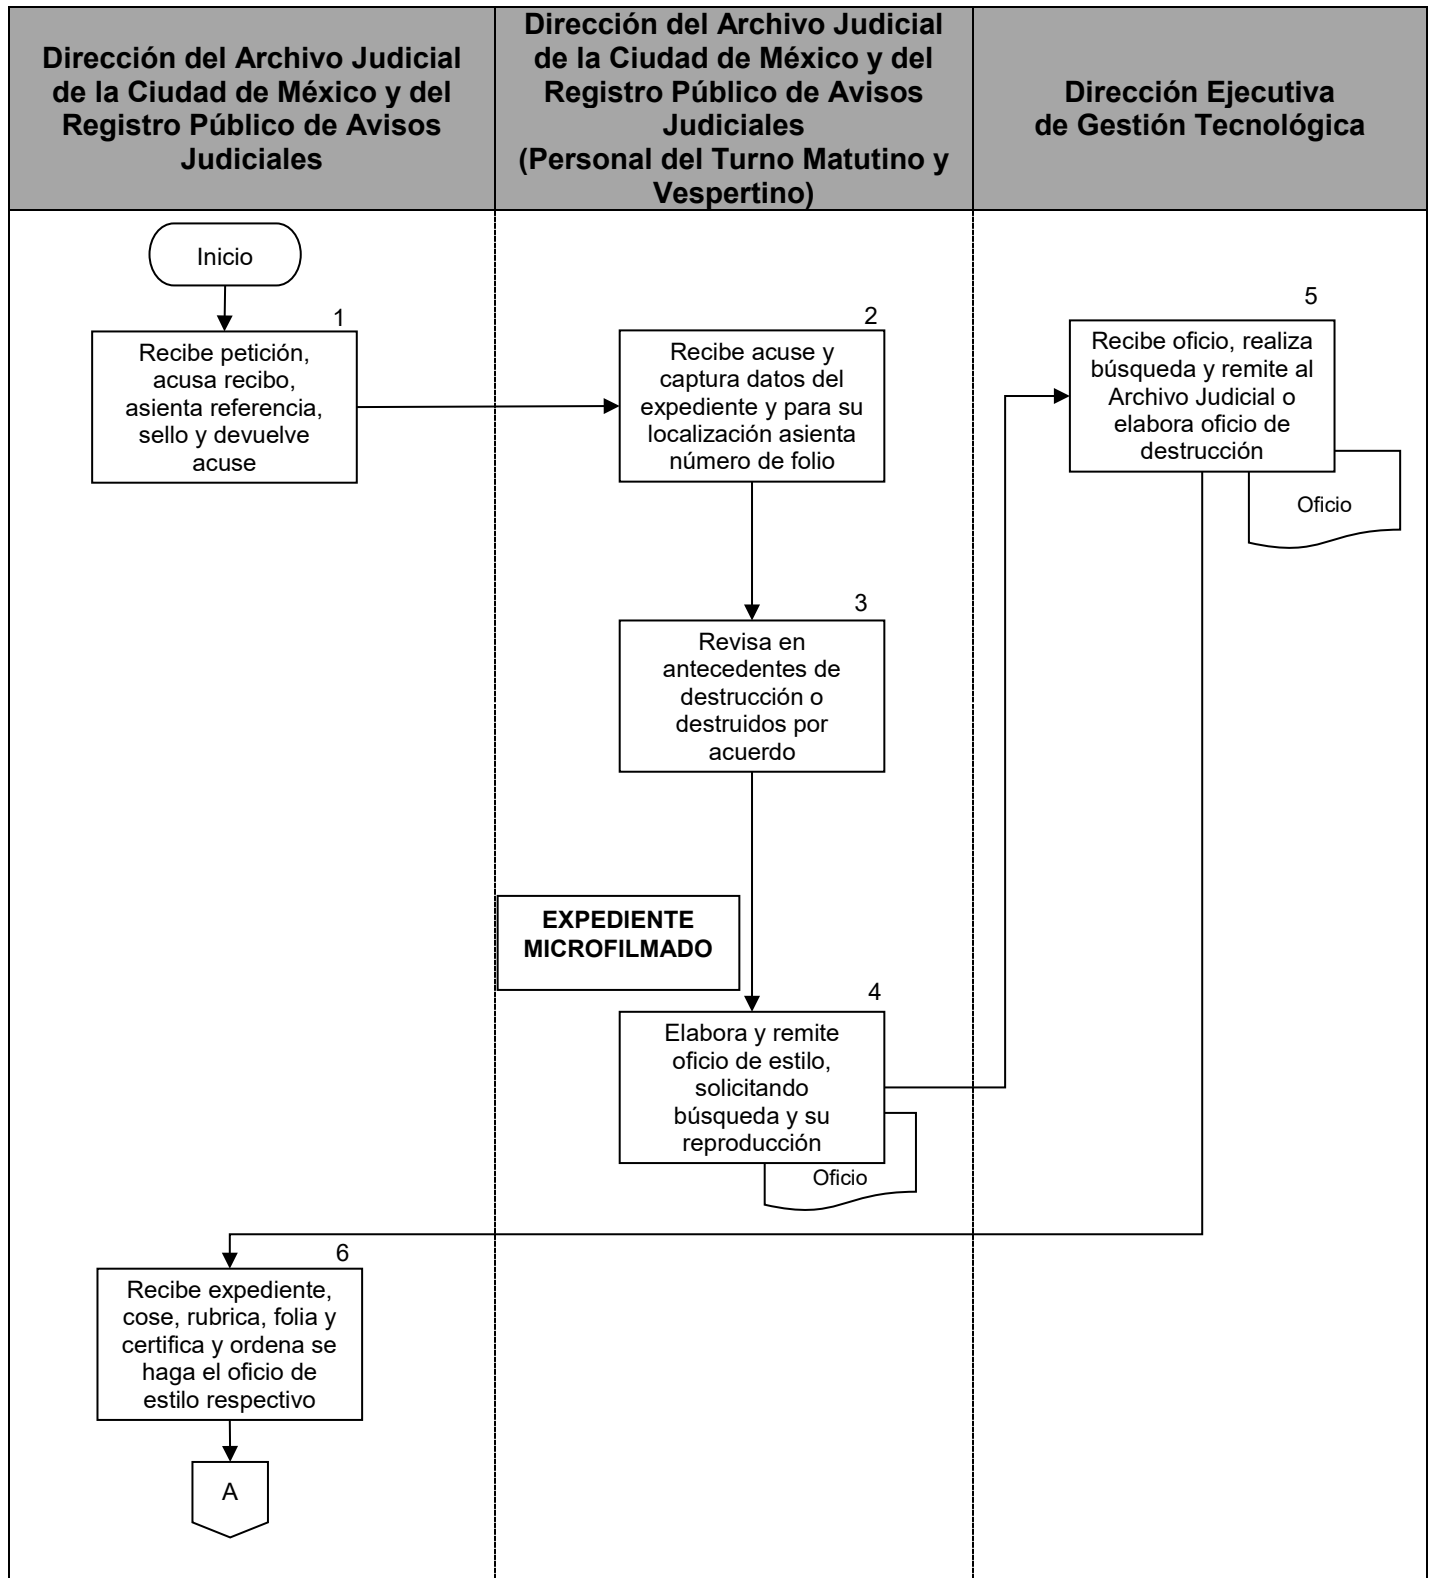 Dirección del Archivo Judicial
de la Ciudad de México y del
Registro Público de Avisos
Judiciales
Dirección del Archivo Judicial
de la Ciudad de México y del
Registro Público de Avisos
Judiciales
(Personal del Turno Matutino y
Vespertino)
Dirección Ejecutiva
de Gestión Tecnológica
Inicio
1
Recibe petición,
acusa recibo,
asienta referencia,
sello y devuelve
acuse
2
Recibe acuse y
captura datos del
expediente y para su
localización asienta
número de folio
3
Revisa en
antecedentes de
destrucción o
destruidos por
acuerdo
EXPEDIENTE
MICROFILMADO
4
Elabora y remite
oficio de estilo,
solicitando
búsqueda y su
reproducción
Oficio
5
Recibe oficio, realiza
búsqueda y remite al
Archivo Judicial o
elabora oficio de
destrucción
Oficio
6
Recibe expediente,
cose, rubrica, folia y
certifica y ordena se
haga el oficio de
estilo respectivo
A